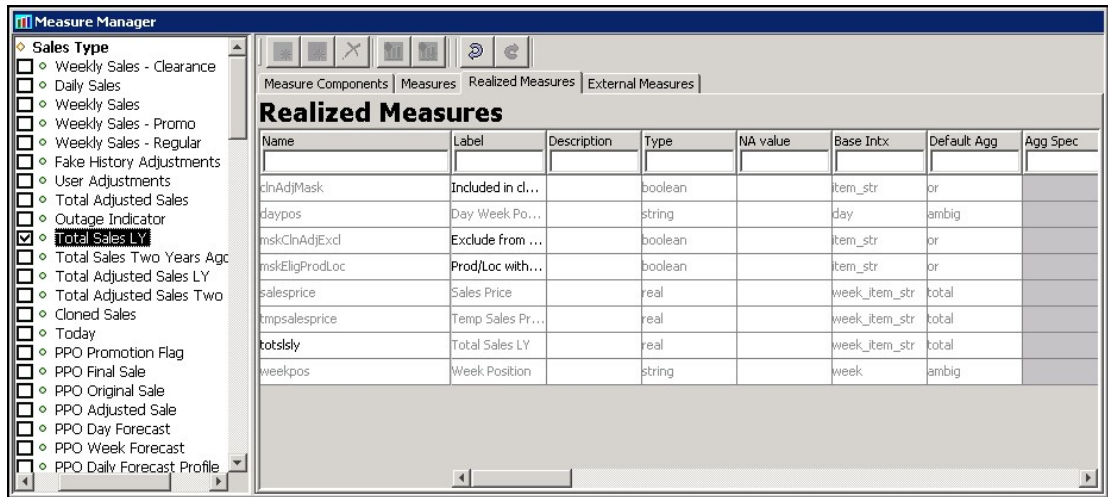 Measure Manager
Sales Type
Weekly Sales - Clearance
Daily Sales
Weekly Sales
Weekly Sales - Promo
Weekly Sales - Regular
Fake History Adjustments
User Adjustments
Total Adjusted Sales
Outage Indicator
Total Sales LY
Total Sales Two Years Ago
Total Adjusted Sales LY
Total Adjusted Sales Two
Cloned Sales
Today
PPO Promotion Flag
PPO Final Sale
PPO Original Sale
PPO Adjusted Sale
PPO Day Forecast
PPO Week Forecast
PPO Daily Forecast Profile
Measure Components Measures Realized Measures External Measures
Realized Measures
Name Label Description Type NA value Base Intx Default Agg Agg Spec
clnAdjMask Included in cl... boolean item_str or
daypos Day Week Po... string day ambig
mskClnAdjExcl Exclude from ... boolean item_str or
mskEligProdLoc Prod/Loc with... boolean item_str or
salesprice Sales Price real week_item_str total
tmpsalesprice Temp Sales Pr... real week_item_str total
totslsly Total Sales LY real week_item_str total
weekpos Week Position string week ambig